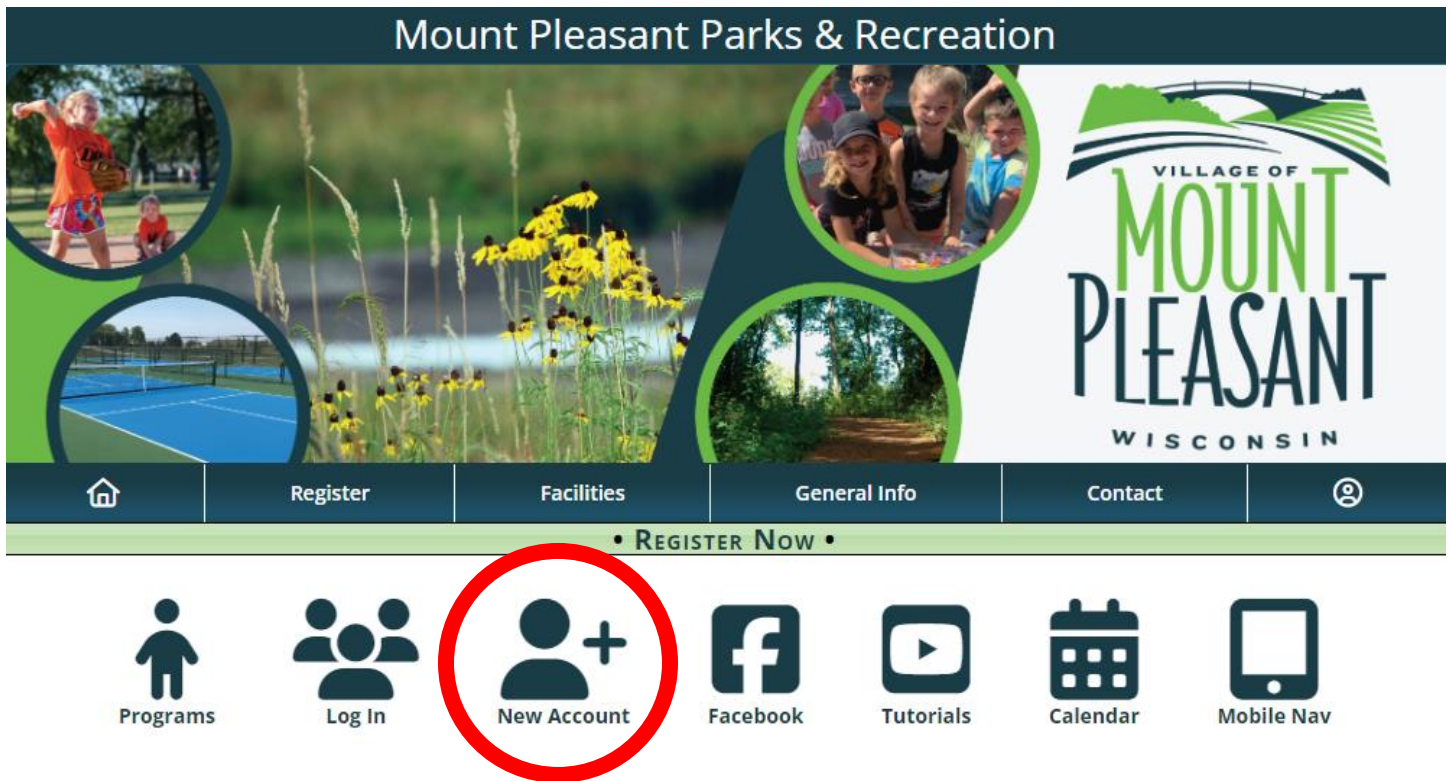 Mount Pleasant Parks & Recreation
VILLAGE OF
MOUNT
PLEASANT
WISCONSIN
Register
Facilities
General Info
Contact
• Register Now •
Programs
Log In
New Account
Facebook
Tutorials
Calendar
Mobile Nav